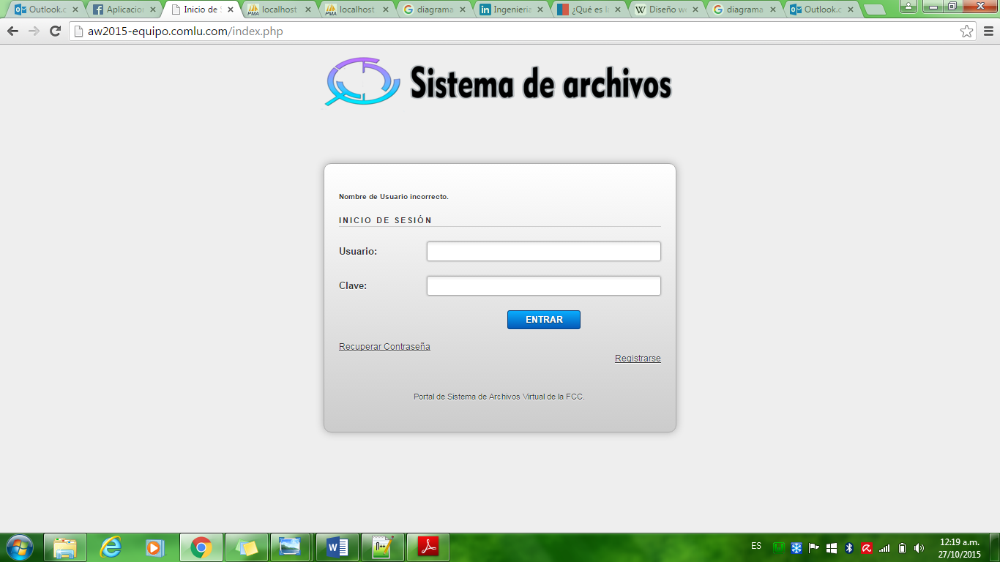 Outlook.c
Aplicacion
Inicio de S
localhost
localhost
diagrama
Ingenieria
¿Qué es la
Diseño we
diagrama
Outlook.c
aw2015-equipo.comlu.com/index.php
Sistema de archivos
Nombre de Usuario incorrecto.
INICIO DE SESIÓN
Usuario:
Clave:
ENTRAR
Recuperar Contraseña
Registrarse
Portal de Sistema de Archivos Virtual de la FCC.
ES
12:19 a.m.
27/10/2015